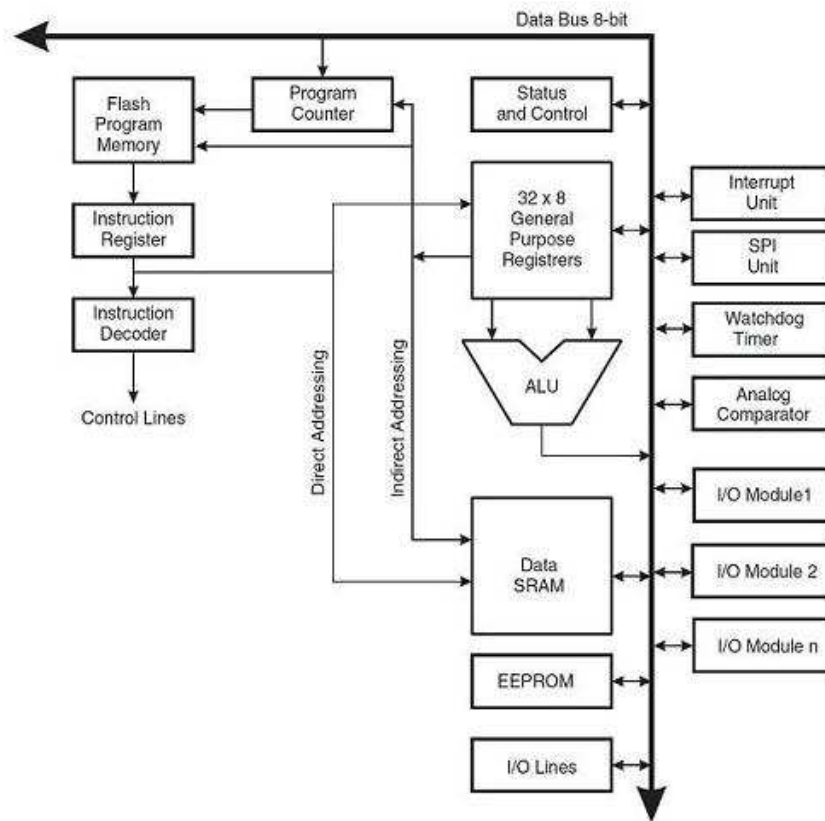 Data Bus 8-bit
Flash
Program
Memory
Program
Counter
Status
and Control
Instruction
Register
32 x 8
General
Purpose
Registrers
Interrupt
Unit
SPI
Unit
Instruction
Decoder
Watchdog
Timer
Control Lines
Direct Addressing
Indirect Addressing
ALU
Analog
Comparator
I/O Module1
Data
SRAM
I/O Module 2
I/O Module n
EEPROM
I/O Lines